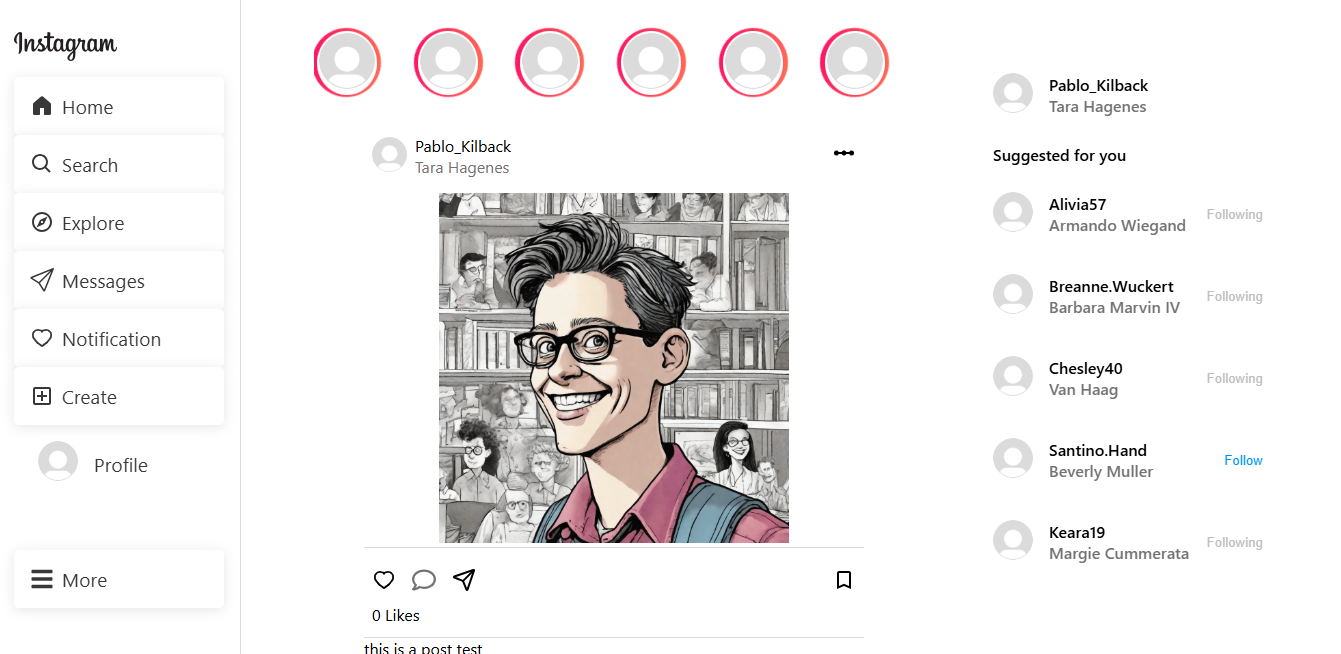 Instagram
Home
Search
Explore
Messages
Notification
Create
Profile
More
Pablo_Kilback
Tara Hagenes
0 Likes
this is a post test
Pablo_Kilback
Tara Hagenes
Suggested for you
Alivia57
Armando Wiegand
Following
Breanne.Wuckert
Barbara Marvin IV
Following
Chesley40
Van Haag
Following
Santino.Hand
Beverly Muller
Follow
Keara19
Margie Cummerata
Following